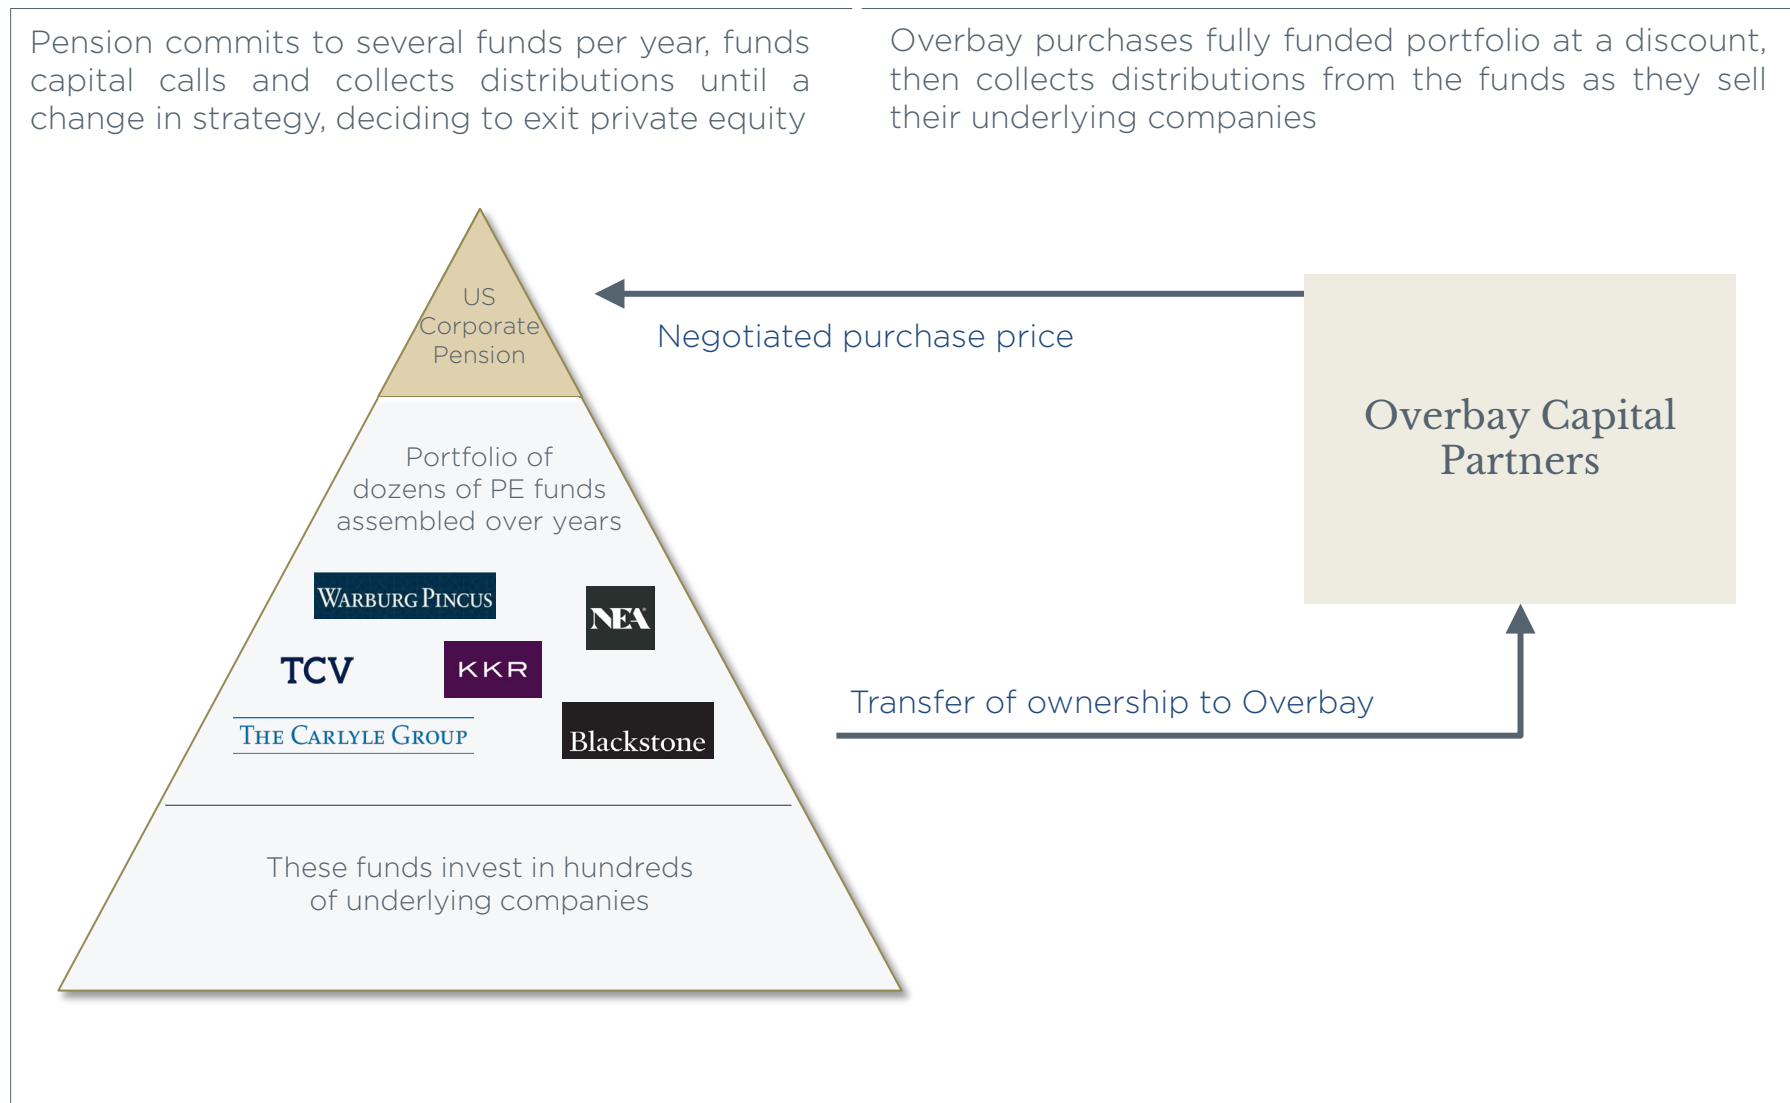 Pension commits to several funds per year, funds
capital calls and collects distributions until a
change in strategy, deciding to exit private equity
Overbay purchases fully funded portfolio at a discount,
then collects distributions from the funds as they sell
their underlying companies
US
Corporate
Pension
Negotiated purchase price
Overbay Capital
Partners
Portfolio of
dozens of PE funds
assembled over years
WARBURG PINCUS
NEA
TCV
KKR
THE CARLYLE GROUP
Blackstone
Transfer of ownership to Overbay
These funds invest in hundreds
of underlying companies